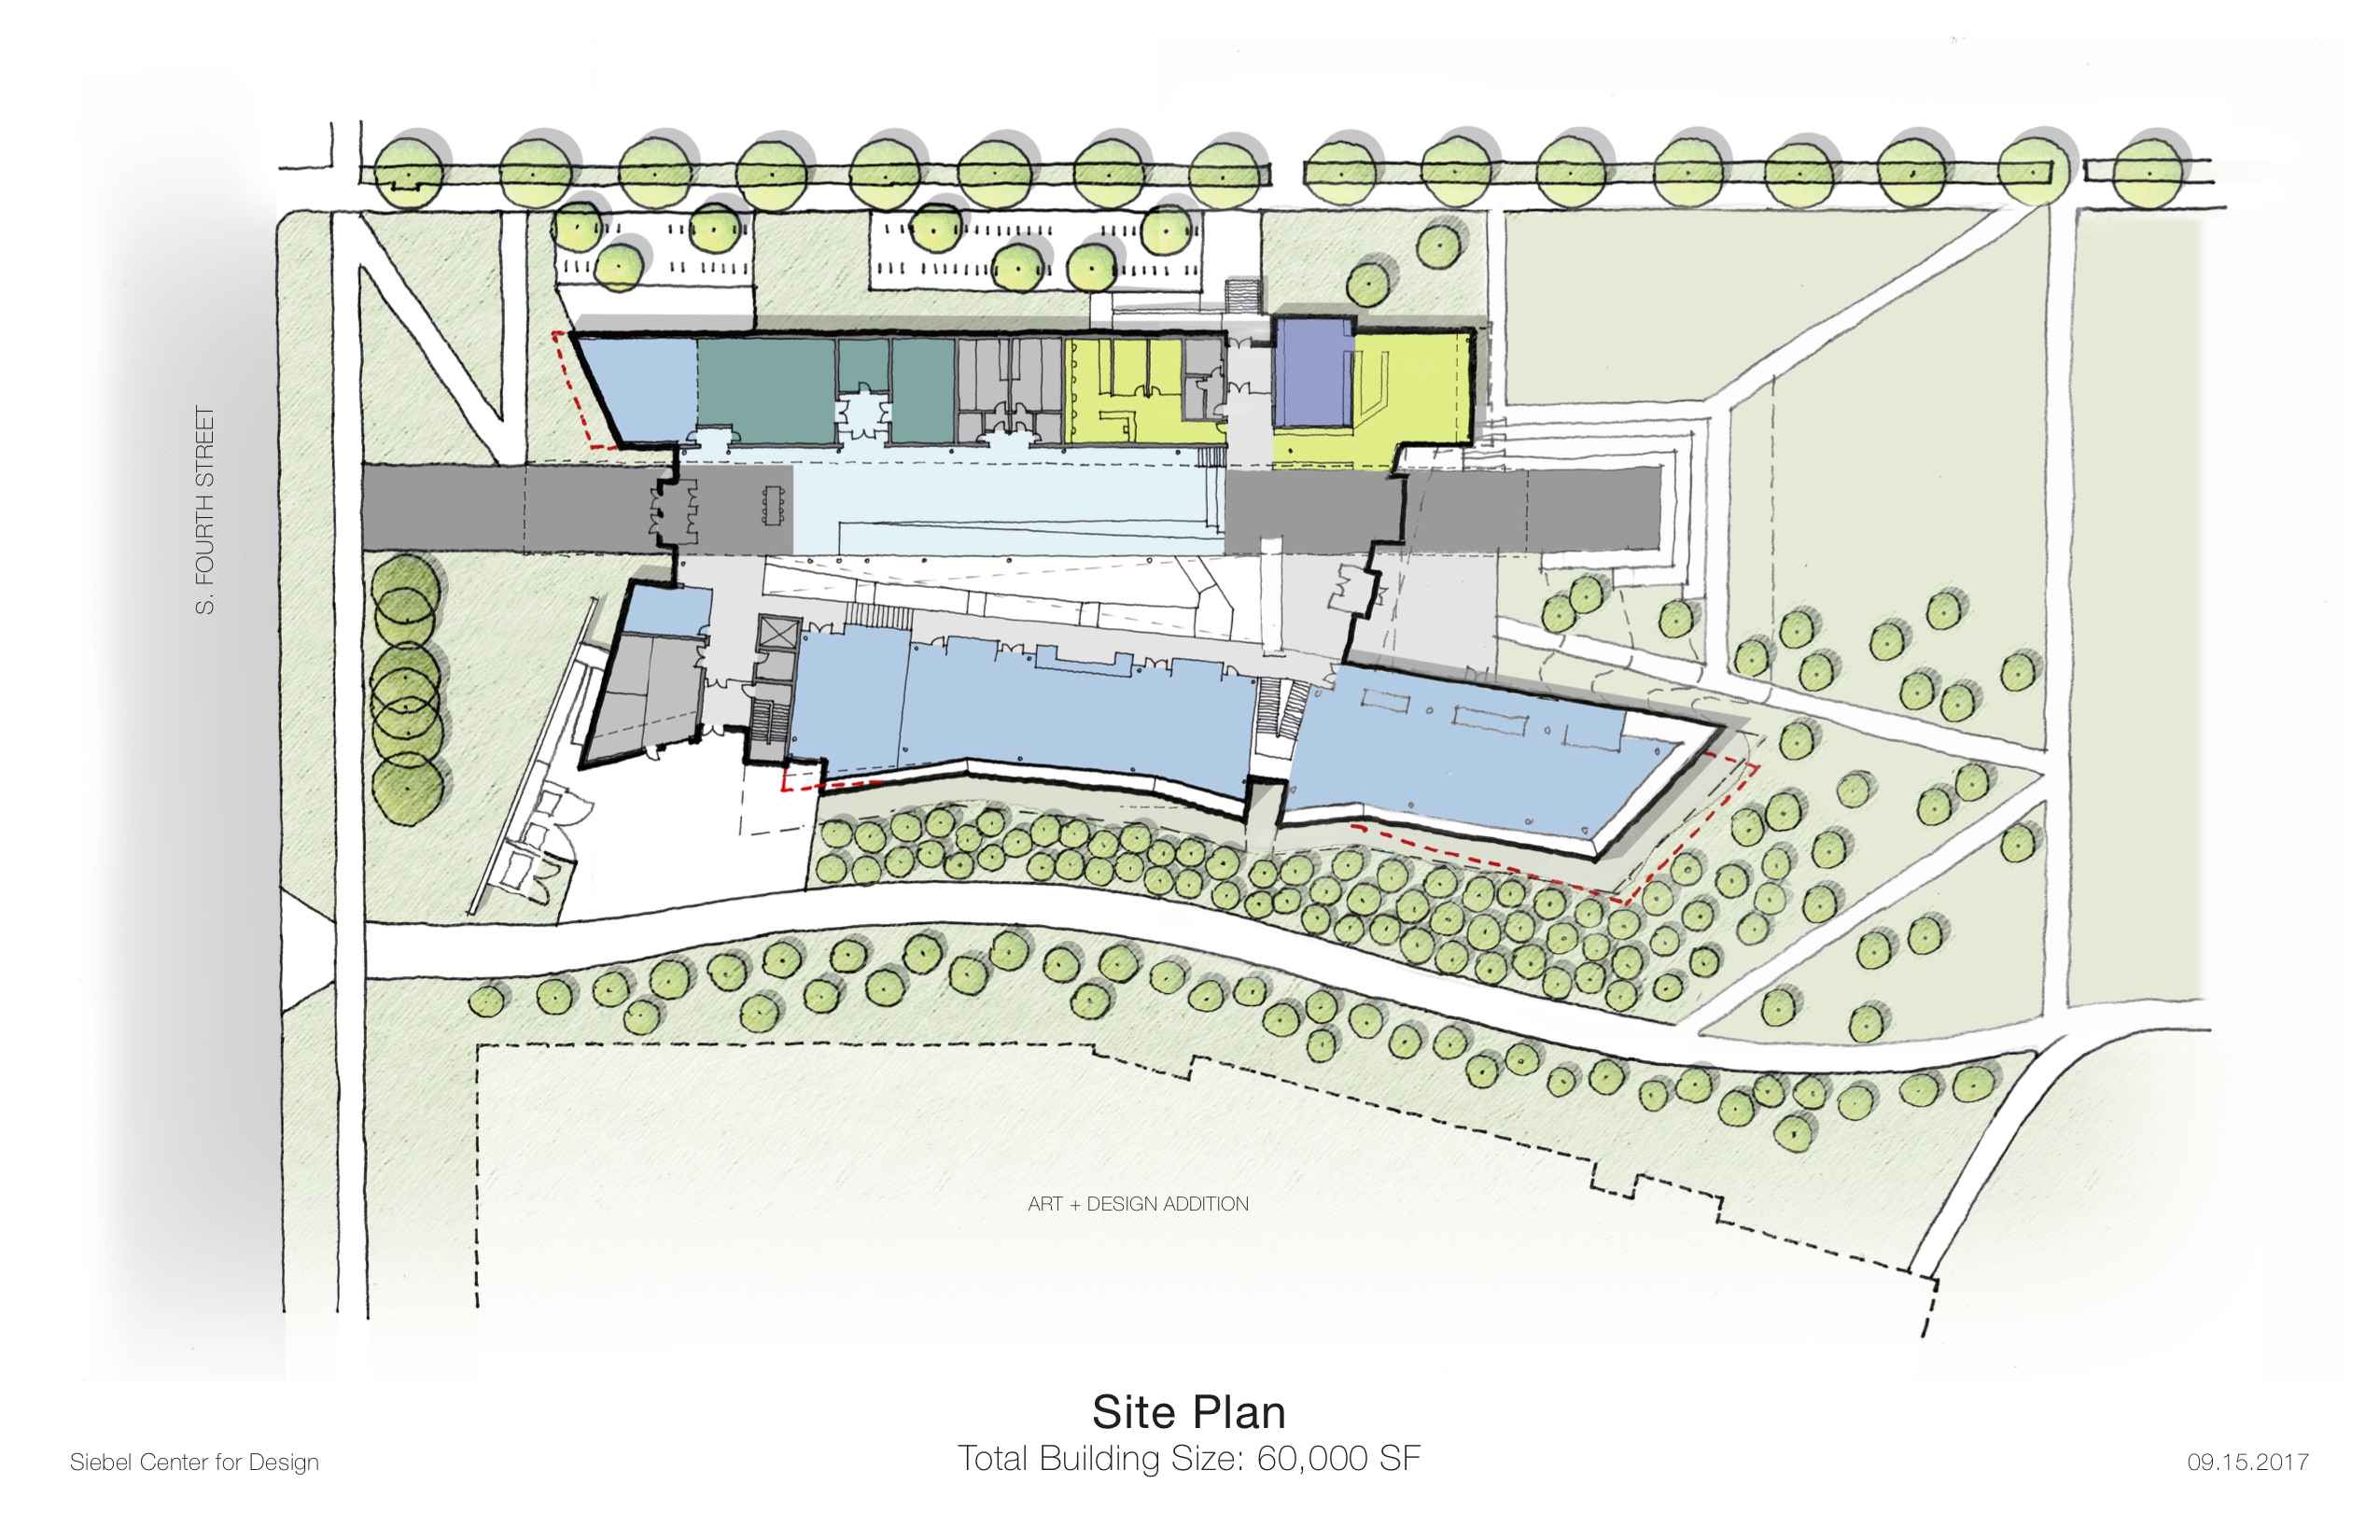 S. FOURTH STREET
ART + DESIGN ADDITION
Site Plan
Total Building Size: 60,000 SF
Siebel Center for Design
09.15.2017